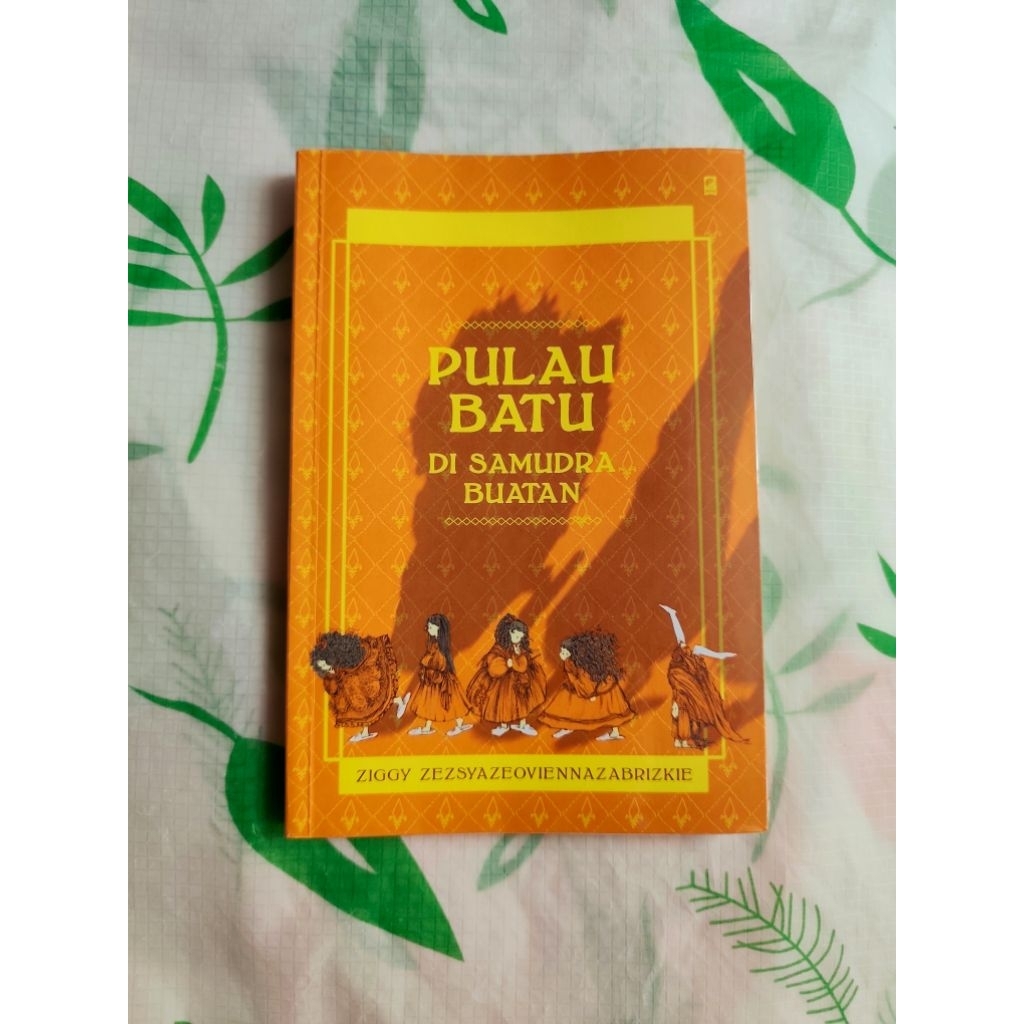 PULAU
BATU
DI SAMUDRA
BUATAN
ZIGGY ZEZSYAZEOVIENNAZABRIZKIE